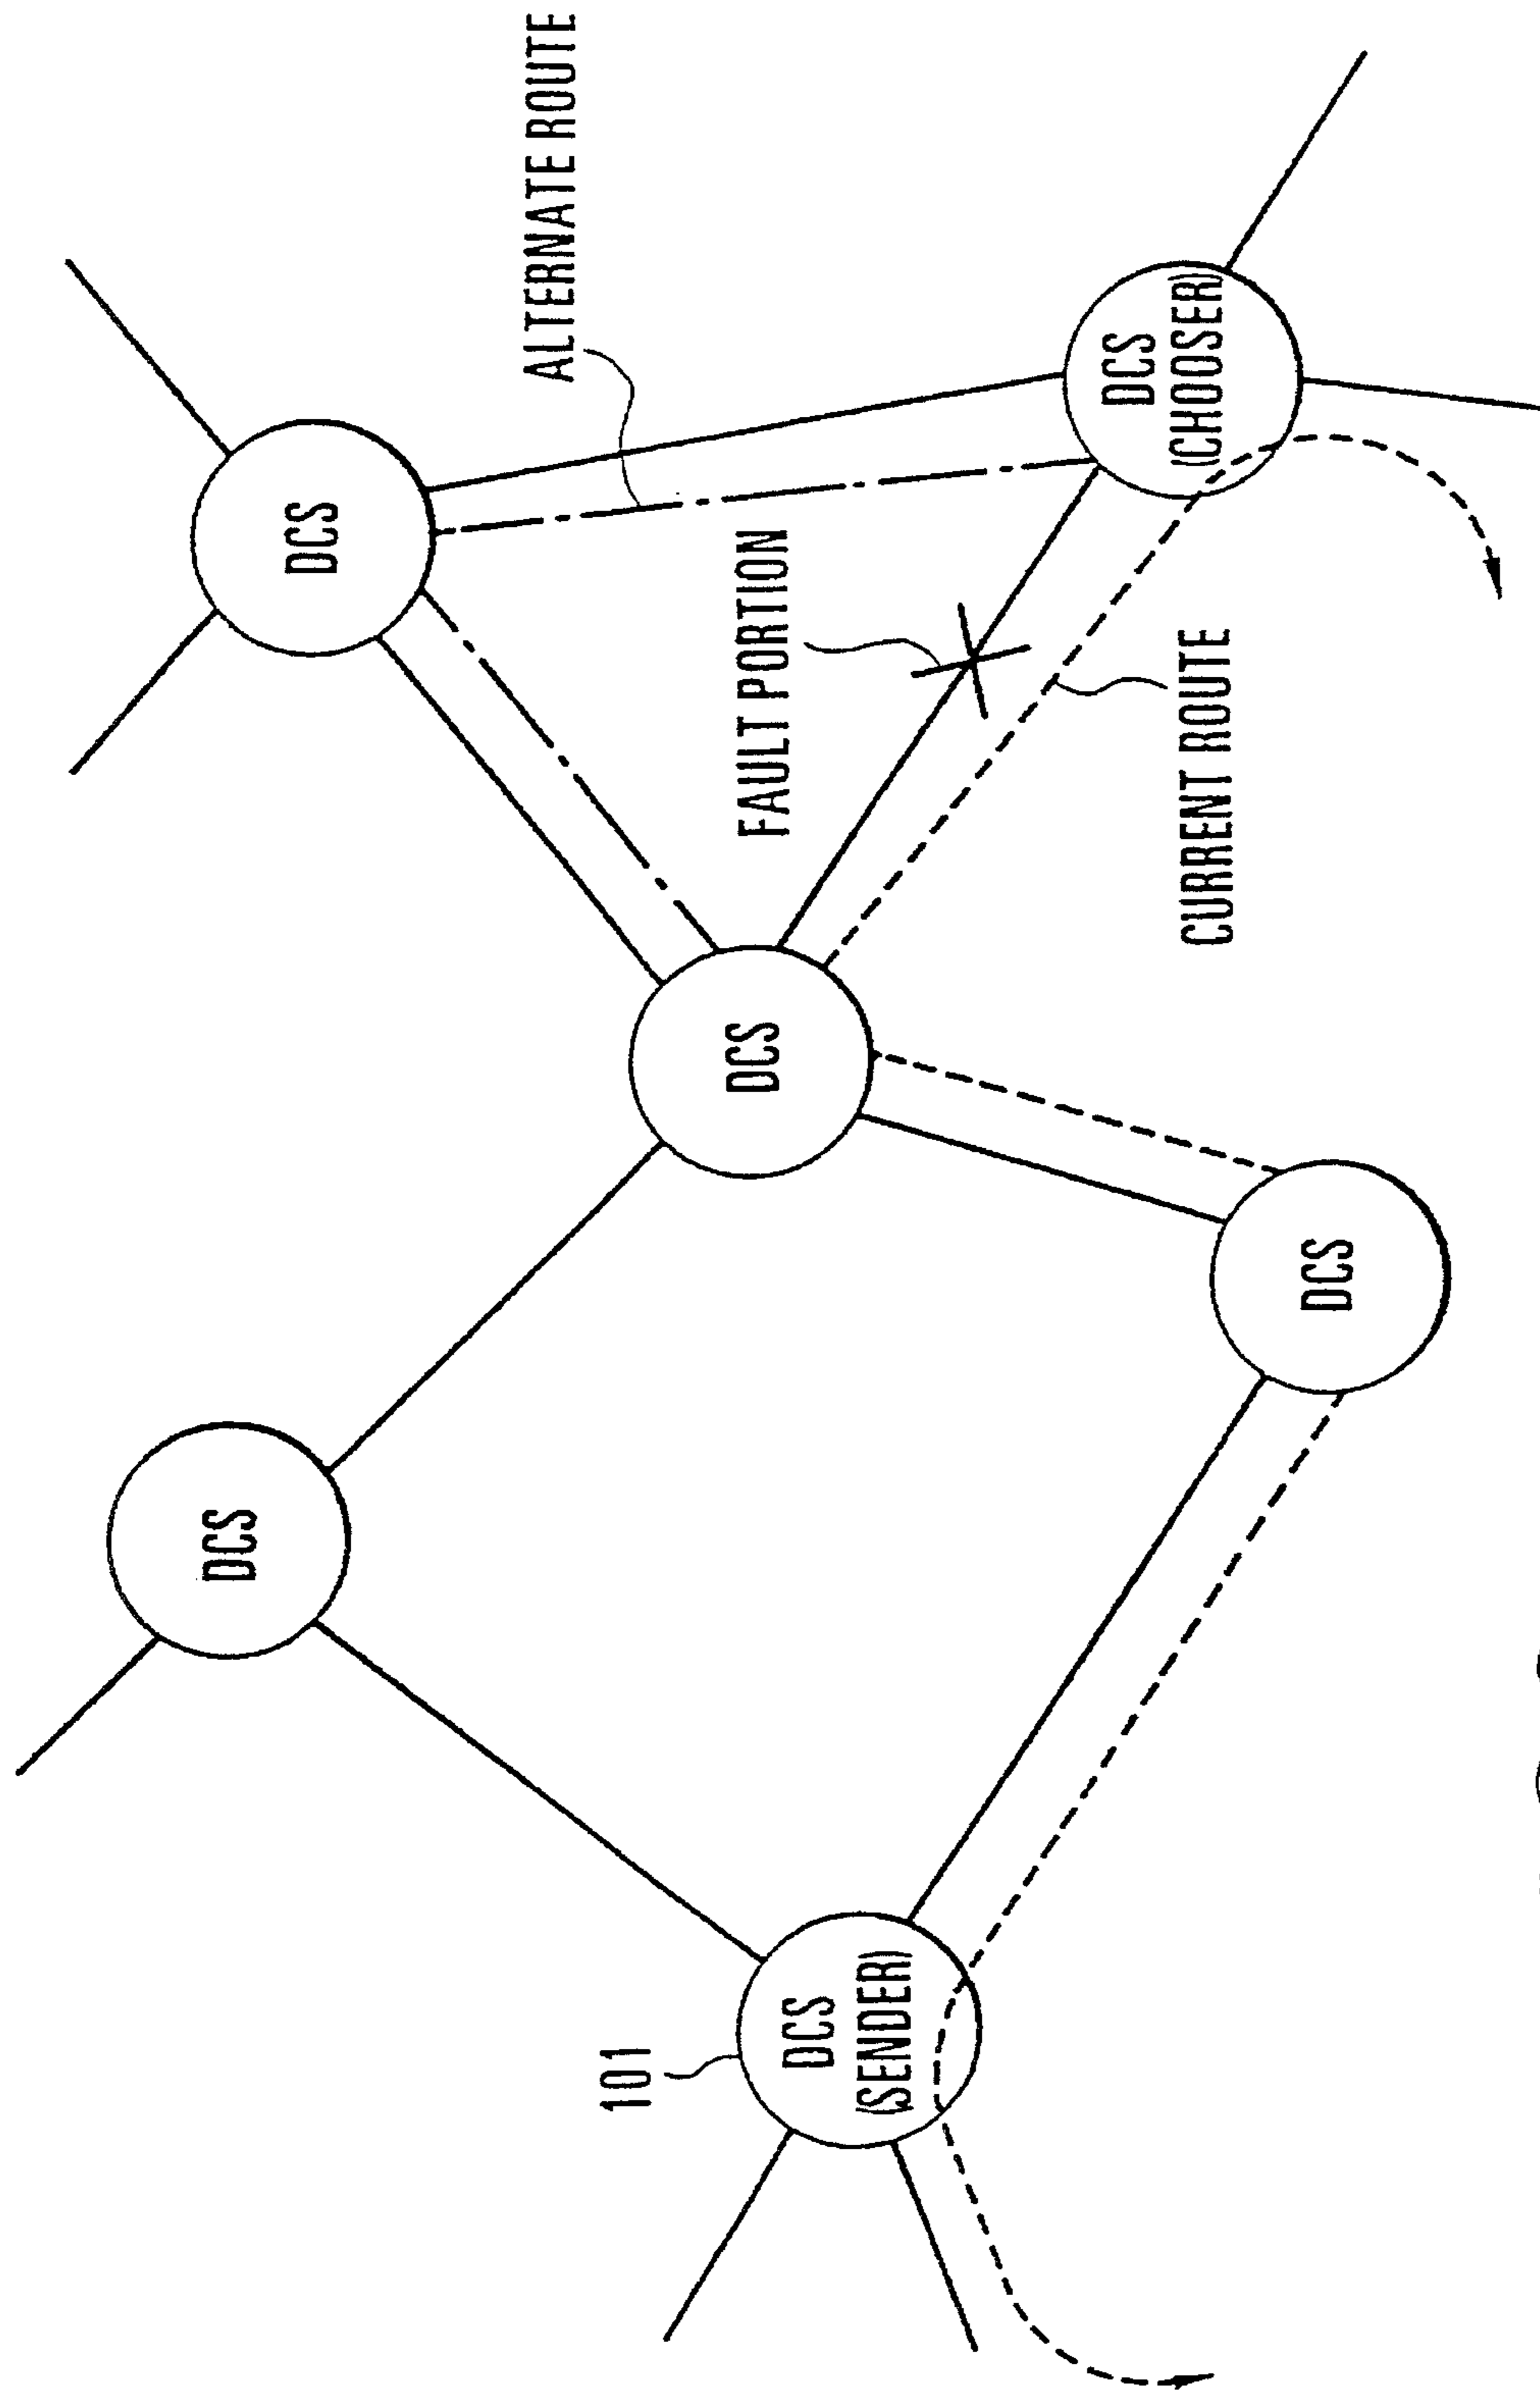 DCS
DCS
ALTERNATE ROUTE
101
DCS
(SENDER)
DCS
FAULT PORTION
DCS
(CHOOSER)
CURRENT ROUTE
DCS